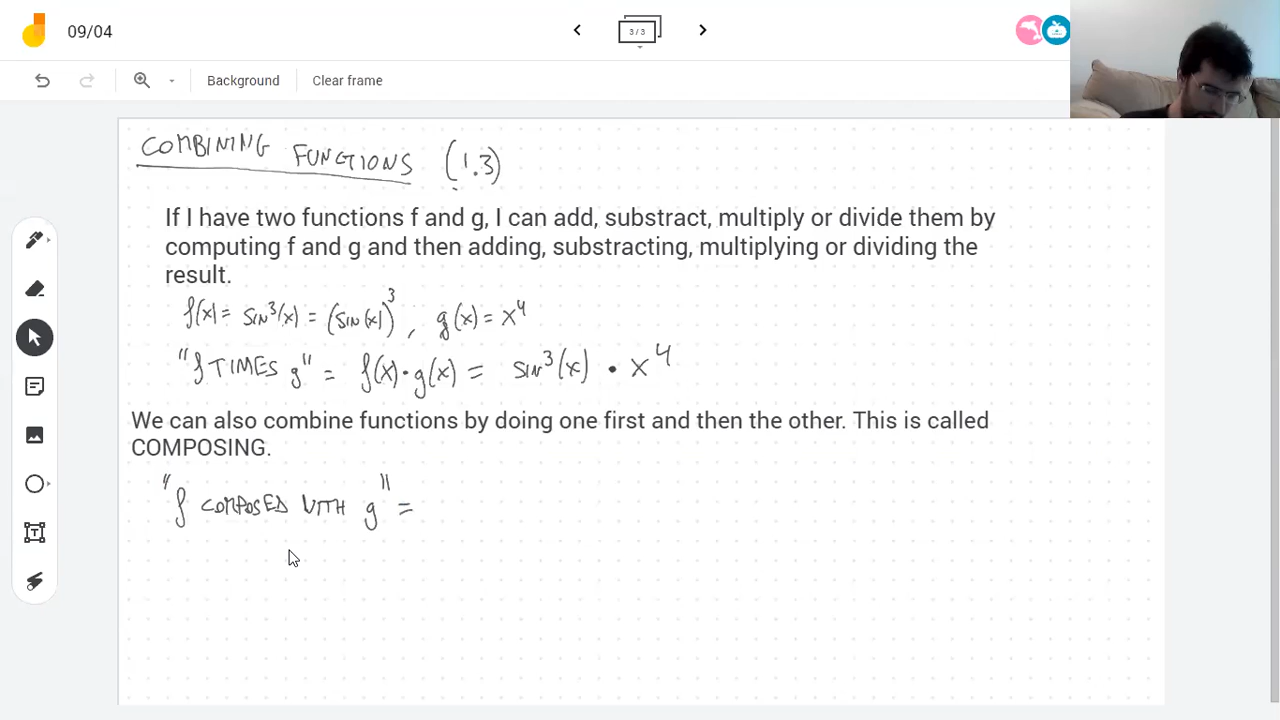 09/04
3 / 3
Background
Clear frame
COMBINING FUNCTIONS (1.3)
If I have two functions f and g, I can add, substract, multiply or divide them by
computing f and g and then adding, substracting, multiplying or dividing the
result.
f(x) = sin³(x) = (sin(x))³, g(x) = x⁴
"f TIMES g" = f(x)·g(x) = sin³(x) · x⁴
We can also combine functions by doing one first and then the other. This is called
COMPOSING.
"f COMPOSED WITH g" =